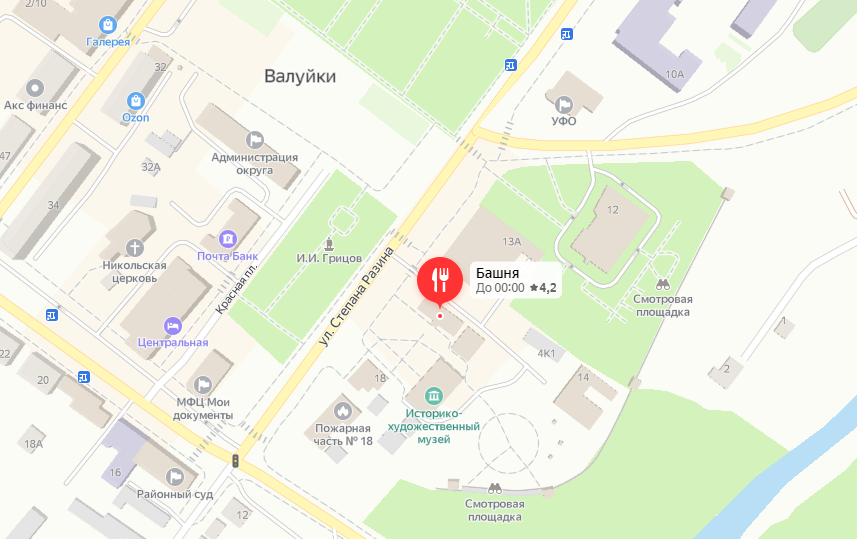 2/10
Галерея
32
Валуйки
10А
Акс финанс
Ozon
УФО
47
Администрация
округа
32А
34
12
Никольская
церковь
Почта Банк
И.И. Грицов
13А
Красная пл.
ул. Степана Разина
Башня
До 00:00 ★4,2
Смотровая
площадка
1
Центральная
4К1
2
22
20
18
14
МФЦ Мои
документы
Историко-
художественный
музей
Пожарная
часть № 18
18А
16
Районный суд
12
Смотровая
площадка